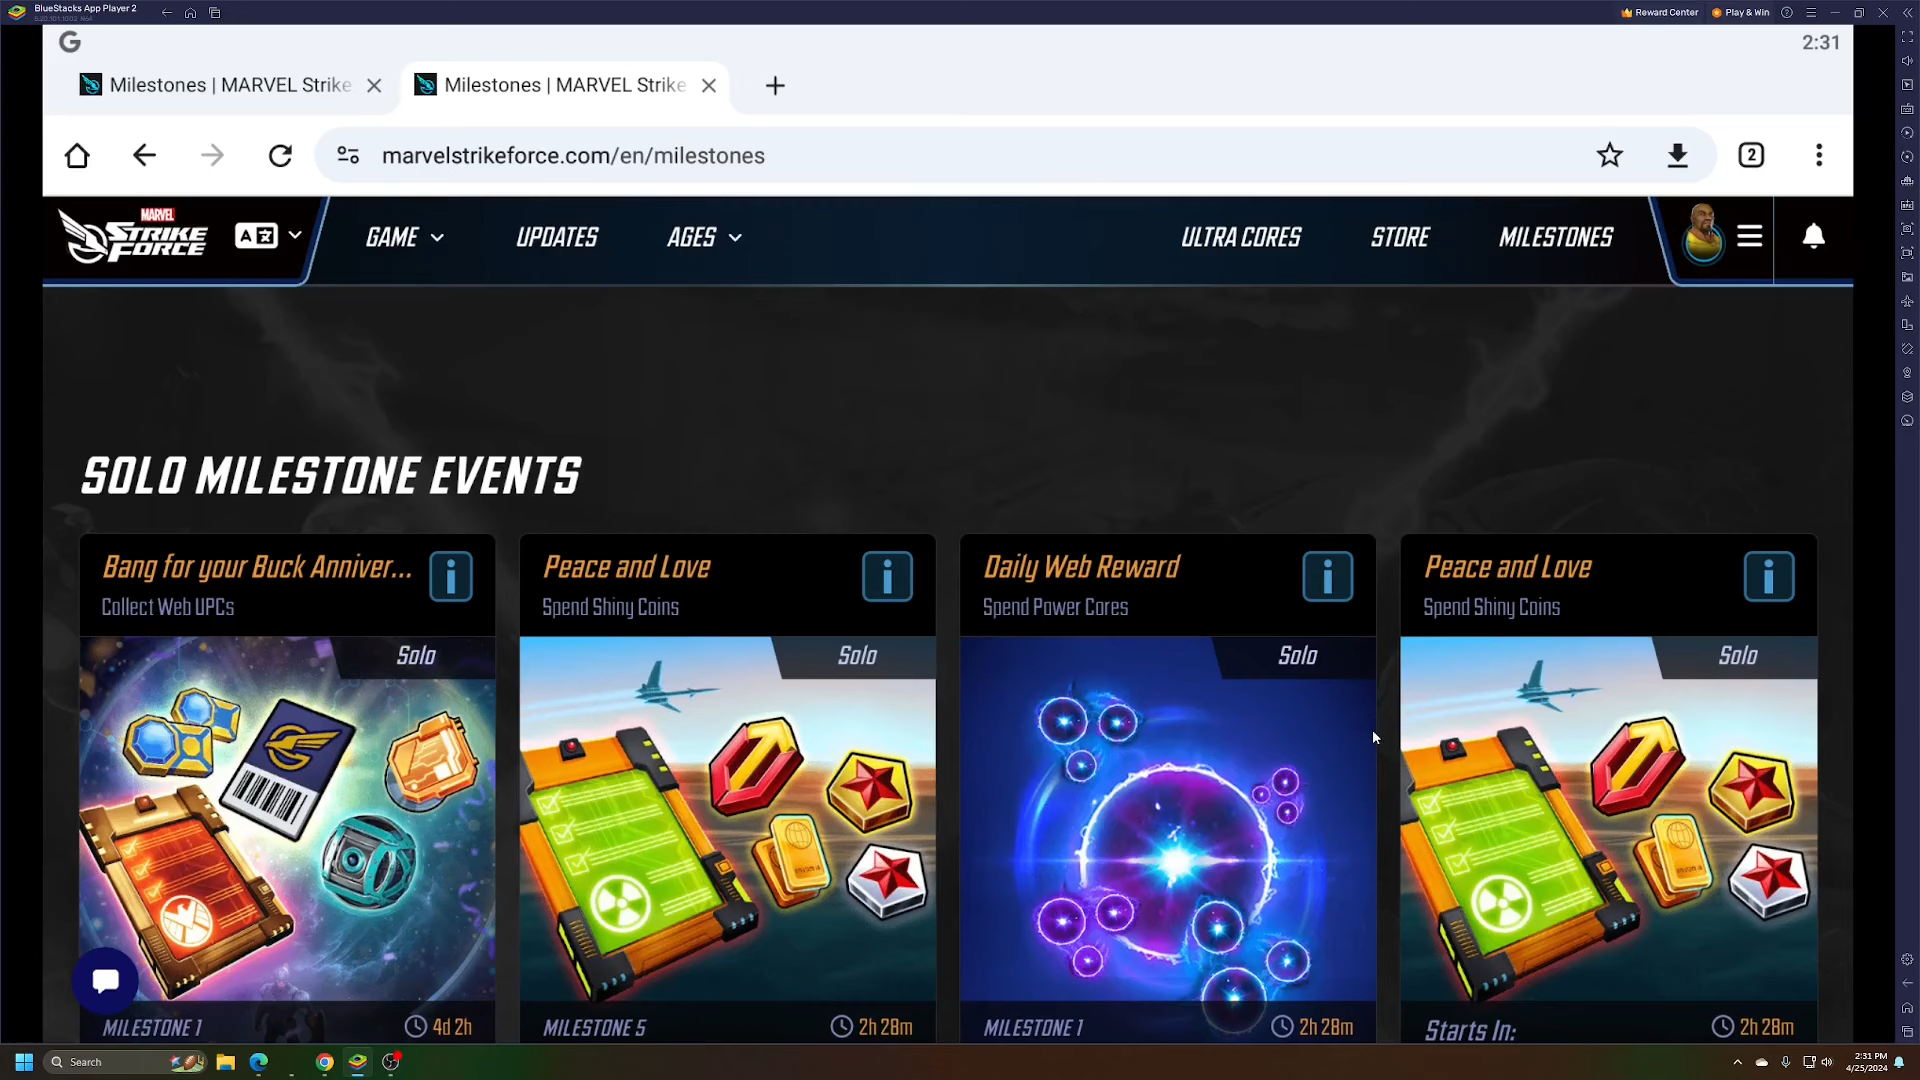 BlueStacks App Player 2
Reward Center
Play & Win
2:31
Milestones | MARVEL Strike
Milestones | MARVEL Strike
marvelstrikeforce.com/en/milestones
2
MARVEL
STRIKE
FORCE
GAME
UPDATES
AGES
ULTRA CORES
STORE
MILESTONES
SOLO MILESTONE EVENTS
Bang for your Buck Anniver...
Collect Web UPCs
Solo
MILESTONE 1
4d 2h
Peace and Love
Spend Shiny Coins
Solo
MILESTONE 5
2h 28m
Daily Web Reward
Spend Power Cores
Solo
MILESTONE 1
2h 28m
Peace and Love
Spend Shiny Coins
Solo
Starts In:
2h 28m
Search
2:31 PM
4/25/2024